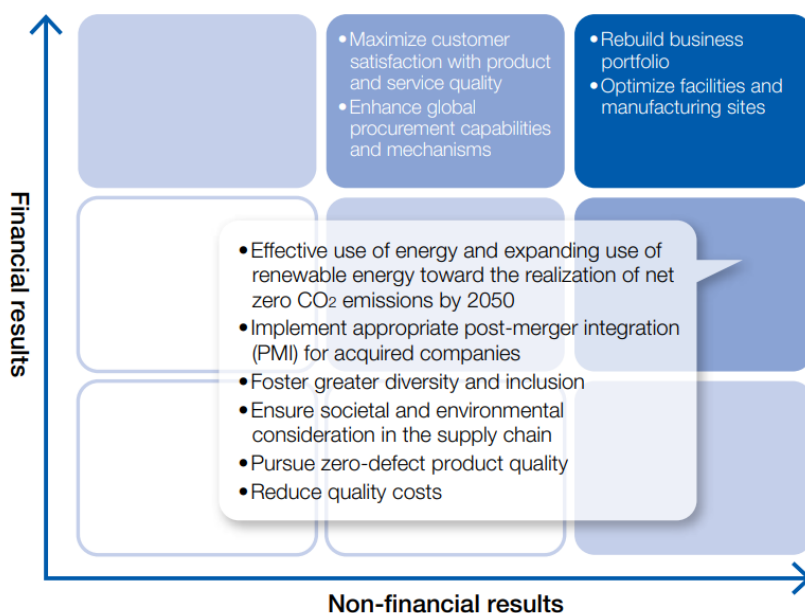 • Maximize customer
satisfaction with product
and service quality
• Enhance global
procurement capabilities
and mechanisms
• Rebuild business
portfolio
• Optimize facilities and
manufacturing sites
Financial results
• Effective use of energy and expanding use of
renewable energy toward the realization of net
zero CO2 emissions by 2050
• Implement appropriate post-merger integration
(PMI) for acquired companies
• Foster greater diversity and inclusion
• Ensure societal and environmental
consideration in the supply chain
• Pursue zero-defect product quality
• Reduce quality costs
Non-financial results